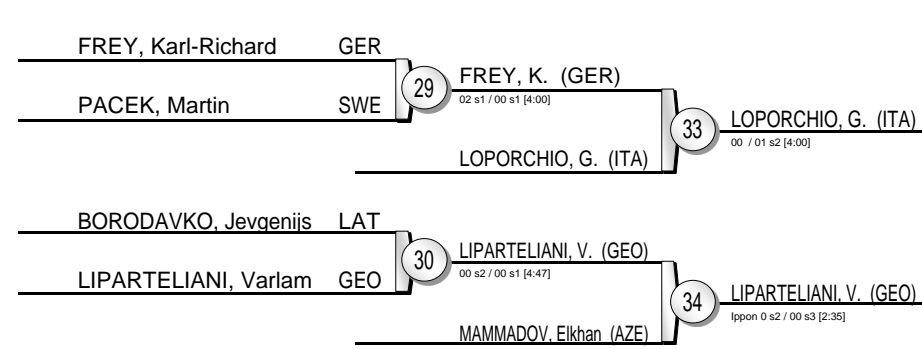 FREY, Karl-Richard GER
PACEK, Martin SWE
29
FREY, K. (GER)
02 s1 / 00 s1 [4:00]
LOPORCHIO, G. (ITA)
33
LOPORCHIO, G. (ITA)
00 / 01 s2 [4:00]
BORODAVKO, Jevgenijs LAT
LIPARTELIANI, Varlam GEO
30
LIPARTELIANI, V. (GEO)
00 s2 / 00 s1 [4:47]
MAMMADOV, Elkhan (AZE)
34
LIPARTELIANI, V. (GEO)
Ippon 0 s2 / 00 s3 [2:35]